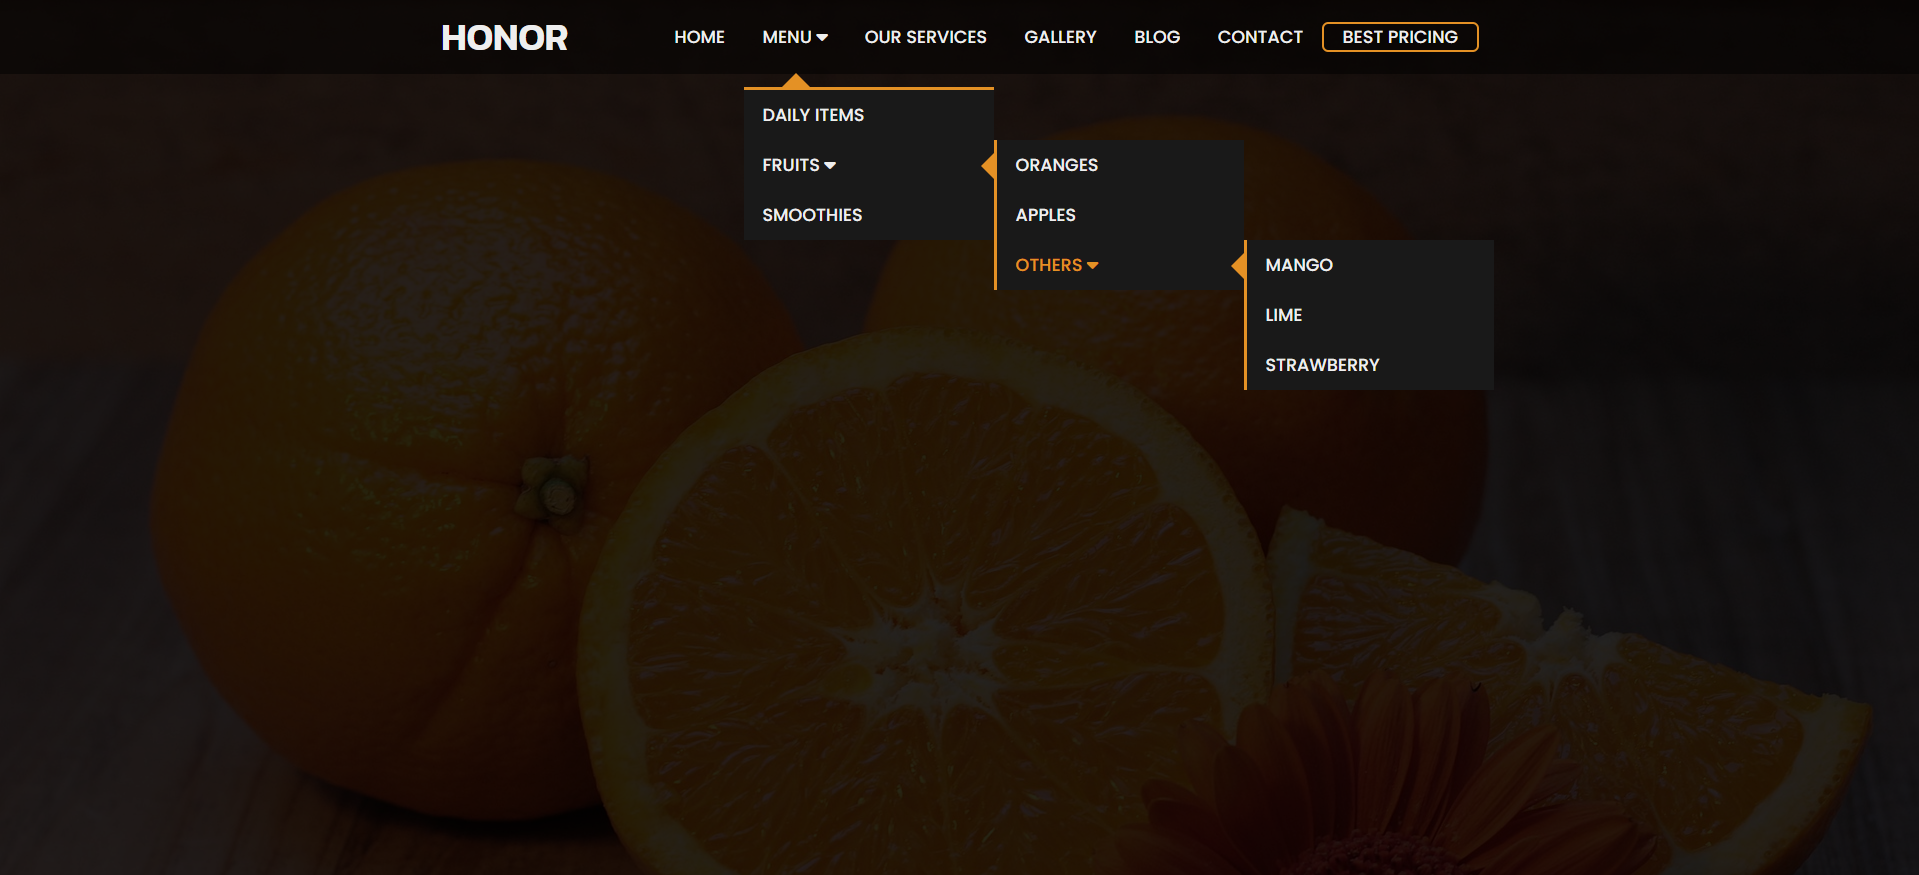 HONOR
HOME MENU OUR SERVICES GALLERY BLOG CONTACT BEST PRICING
DAILY ITEMS
FRUITS
SMOOTHIES
ORANGES
APPLES
OTHERS
MANGO
LIME
STRAWBERRY